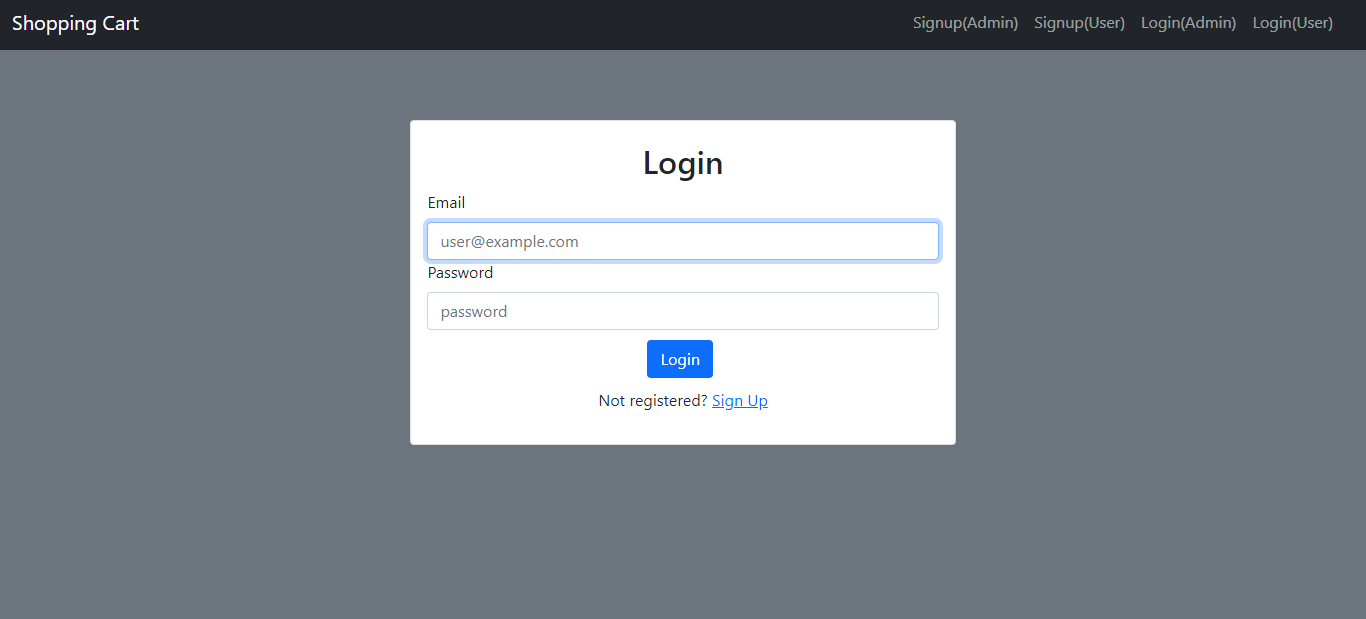 Shopping Cart Signup(Admin) Signup(User) Login(Admin) Login(User)
Login
Email
user@example.com
Password
password
Login
Not registered? Sign Up